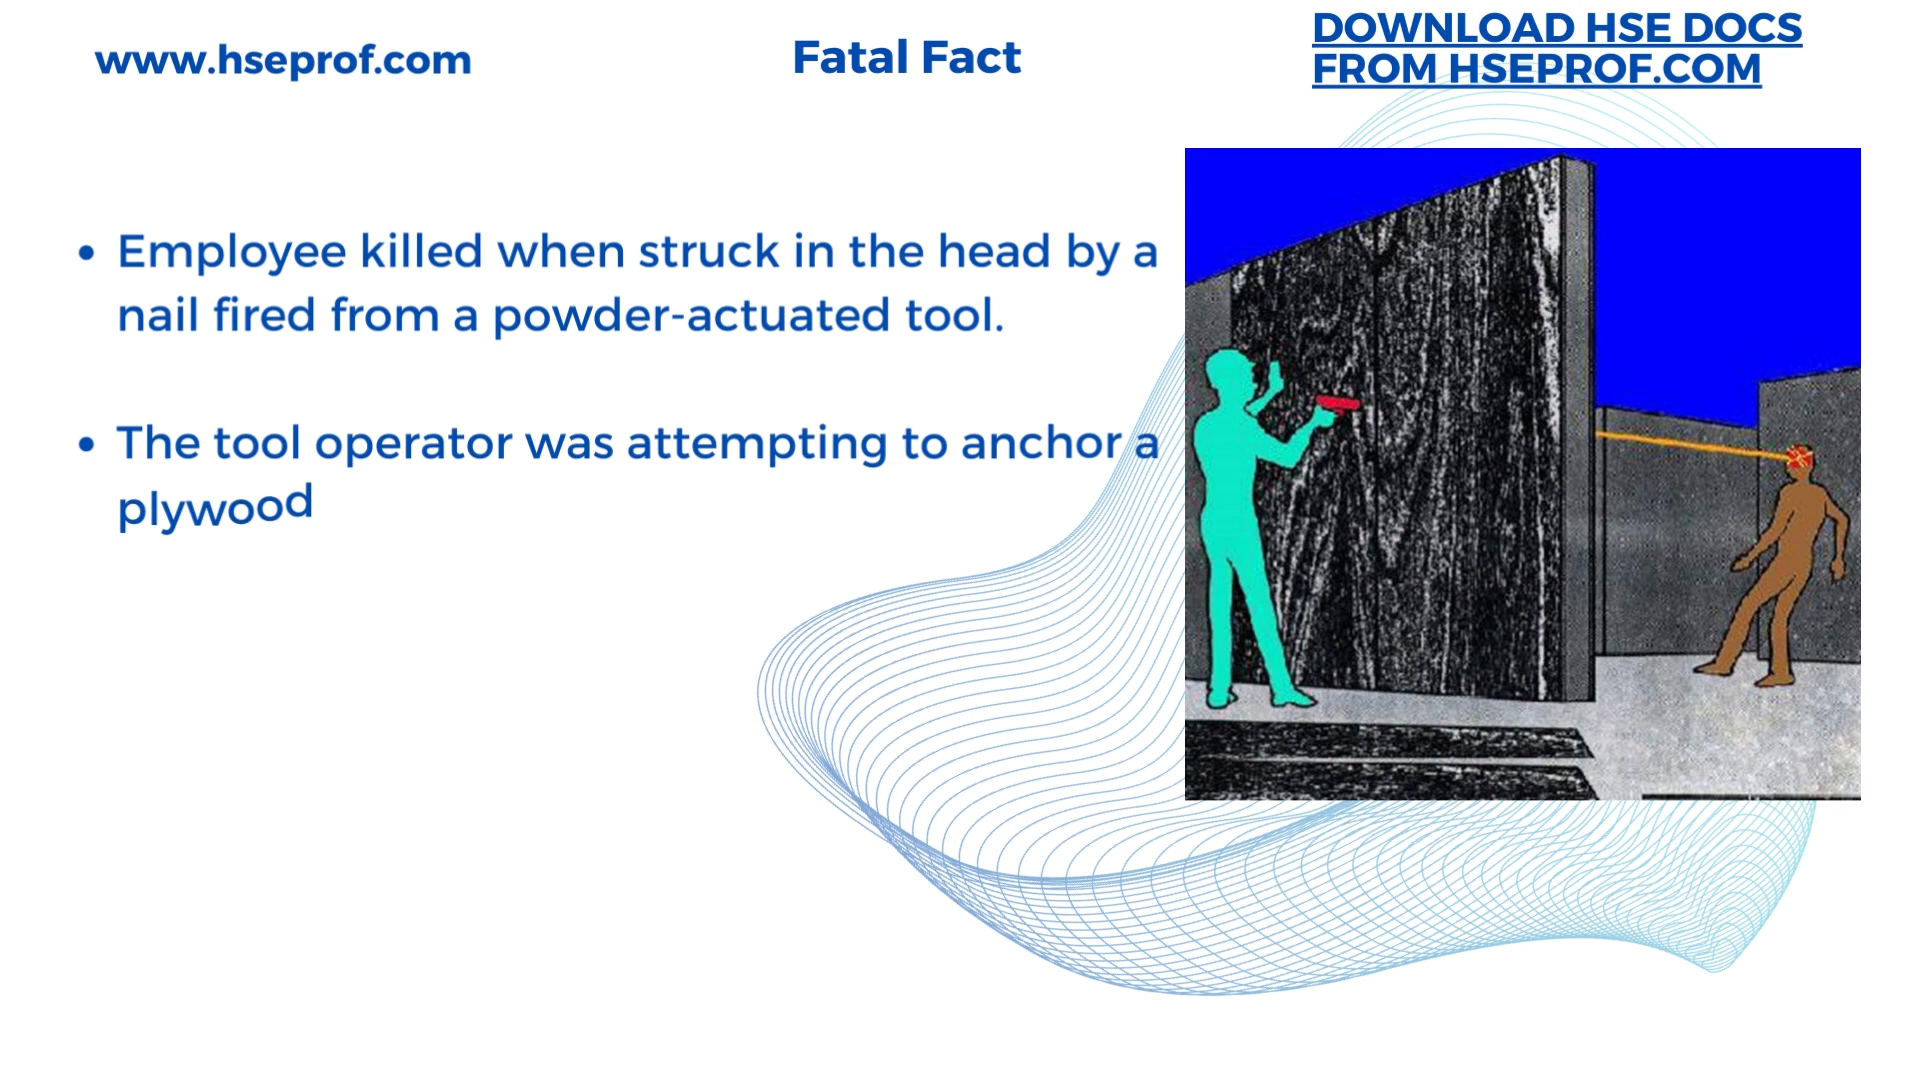 www.hseprof.com
Fatal Fact
DOWNLOAD HSE DOCS
FROM HSEPROF.COM
• Employee killed when struck in the head by a
nail fired from a powder-actuated tool.
• The tool operator was attempting to anchor a
plywood